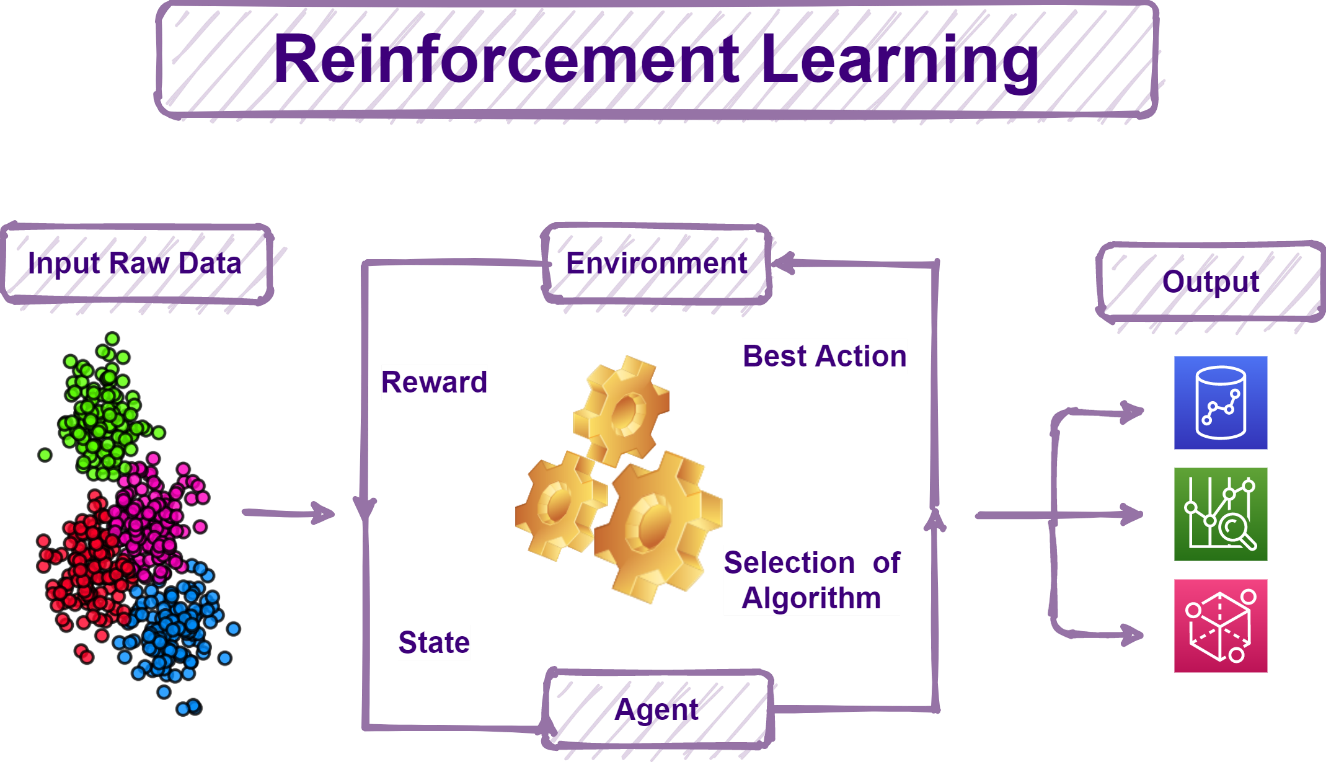 Reinforcement Learning
Input Raw Data
Environment
Output
Best Action
Reward
Selection of
Algorithm
State
Agent